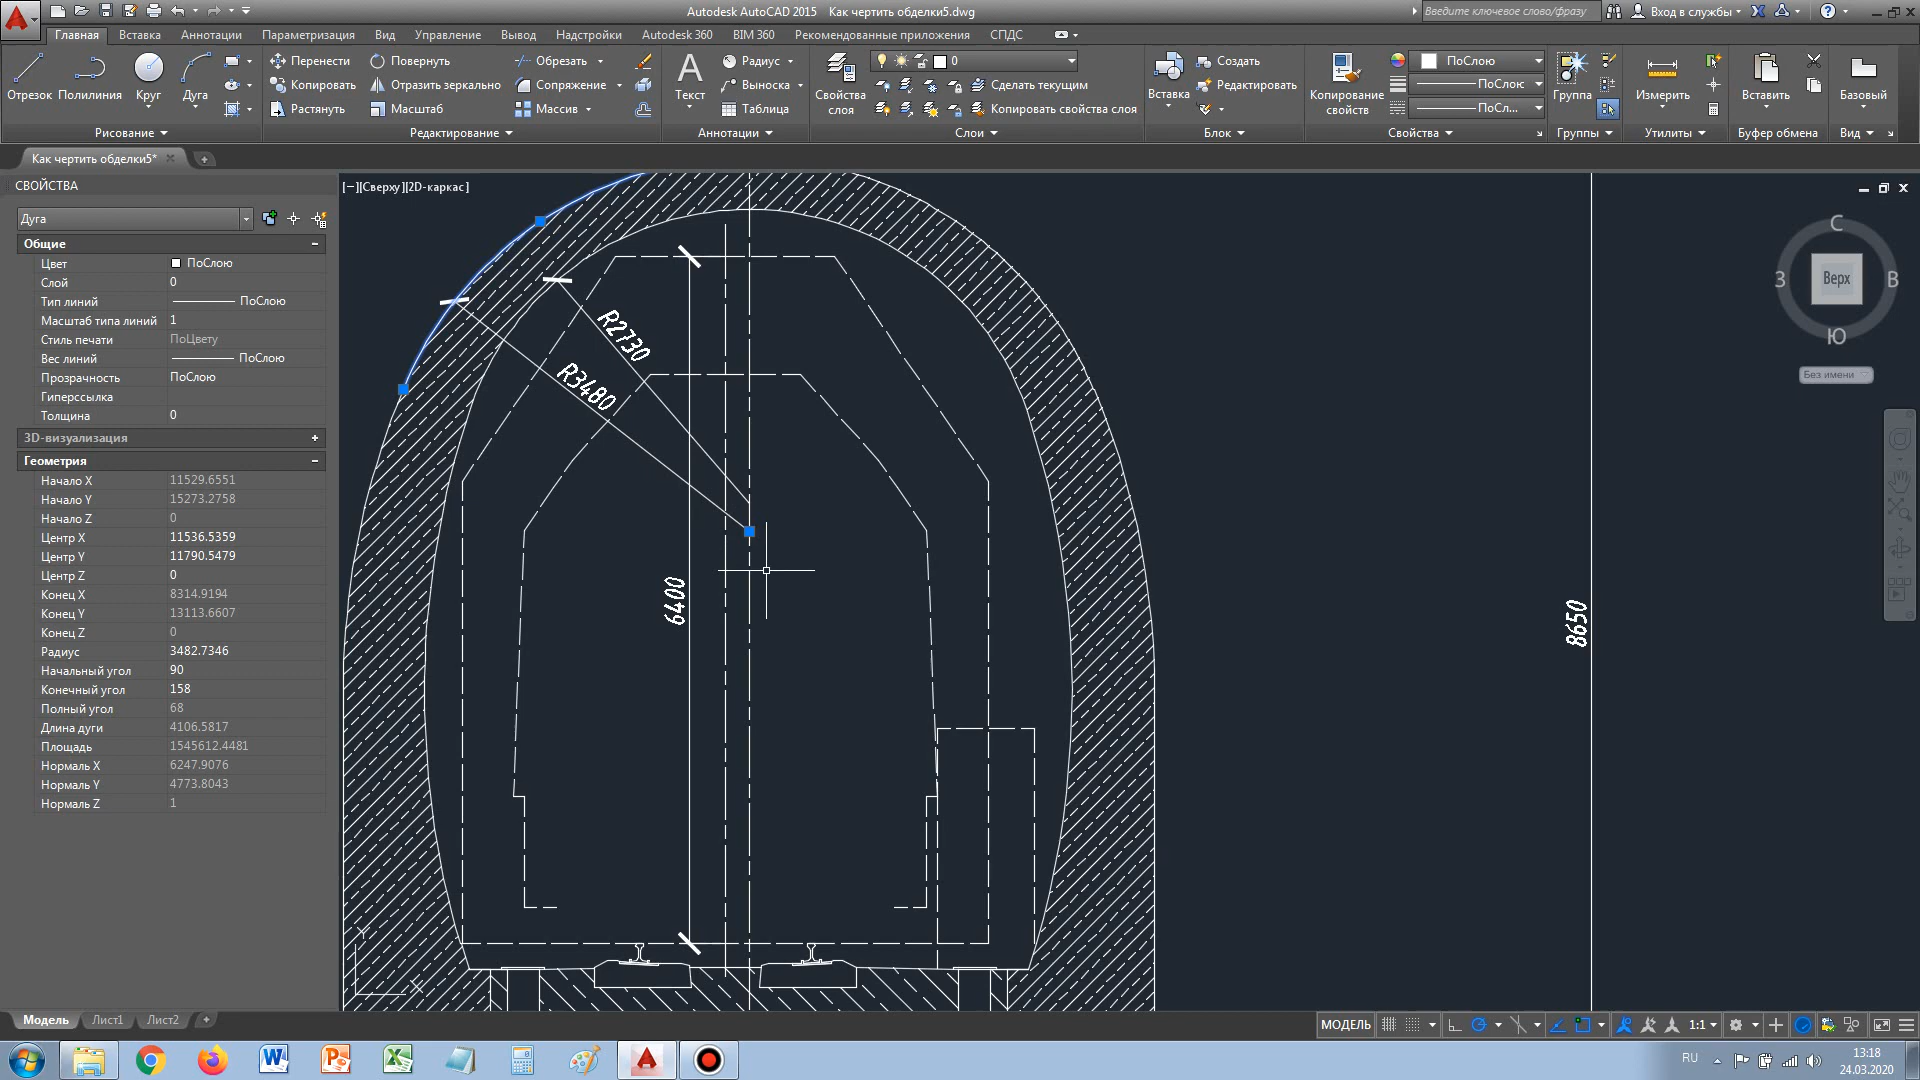 Autodesk AutoCAD 2015 Как чертить обделки5.dwg
Введите ключевое слово/фразу
Вход в службы
Главная Вставка Аннотации Параметризация Вид Управление Вывод Надстройки Autodesk 360 BIM 360 Рекомендованные приложения СПДС
Отрезок
Полилиния
Круг
Дуга
Рисование
Перенести
Копировать
Растянуть
Повернуть
Отразить зеркально
Масштаб
Обрезать
Сопряжение
Массив
Редактирование
А
Текст
Радиус
Выноска
Таблица
Аннотации
Свойства
слоя
0
Сделать текущим
Копировать свойства слоя
Слои
Вставка
Создать
Редактировать
Блок
Копирование
свойств
ПоСлою
ПоСлок
ПоСл...
Свойства
Группа
Группы
Измерить
Утилиты
Вставить
Буфер обмена
Базовый
Вид
Как чертить обделки5*
СВОЙСТВА
Дуга
Общие
Цвет ПоСлою
Слой 0
Тип линий ПоСлою
Масштаб типа линий 1
Стиль печати ПоЦвету
Вес линий ПоСлою
Прозрачность ПоСлою
Гиперссылка
Толщина 0
3D-визуализация
Геометрия
Начало X 11529.6551
Начало Y 15273.2758
Начало Z 0
Центр X 11536.5359
Центр Y 11790.5479
Центр Z 0
Конец X 8314.9194
Конец Y 13113.6607
Конец Z 0
Радиус 3482.7346
Начальный угол 90
Конечный угол 158
Полный угол 68
Длина дуги 4106.5817
Площадь 1545612.4481
Нормаль X 6247.9076
Нормаль Y 4773.8043
Нормаль Z 1
[−][Сверху][2D-каркас]
R2730
R3480
6400
8650
Y
X
С
З
Верх
В
Ю
Без имени
Модель Лист1 Лист2
МОДЕЛЬ
1:1
RU
13:18
24.03.2020